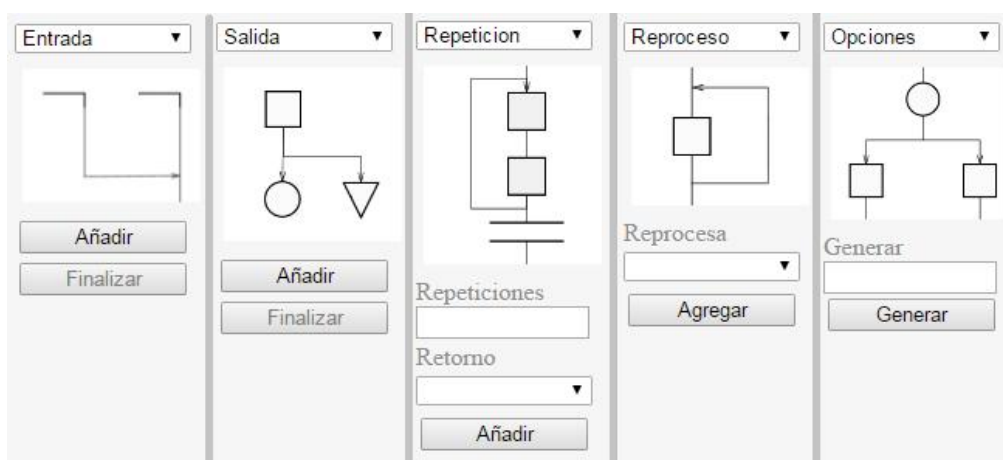 Entrada
Añadir
Finalizar
Salida
Añadir
Finalizar
Repeticion
Repeticiones
Retorno
Añadir
Reproceso
Reprocesa
Agregar
Opciones
Generar
Generar